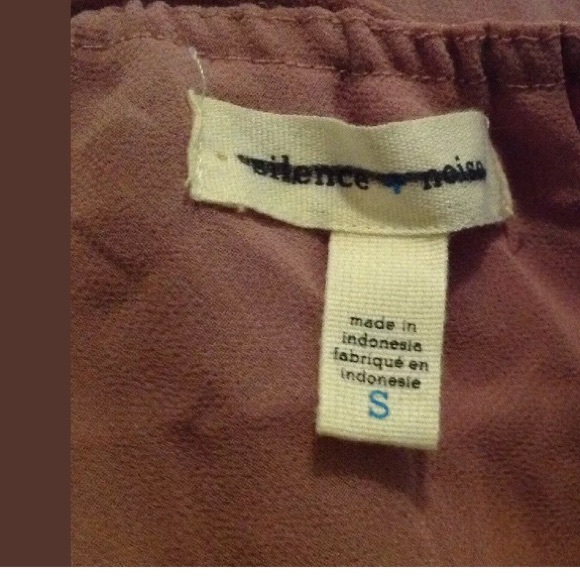 silence + noise
made in
indonesia
fabriqué en
indonesie
S